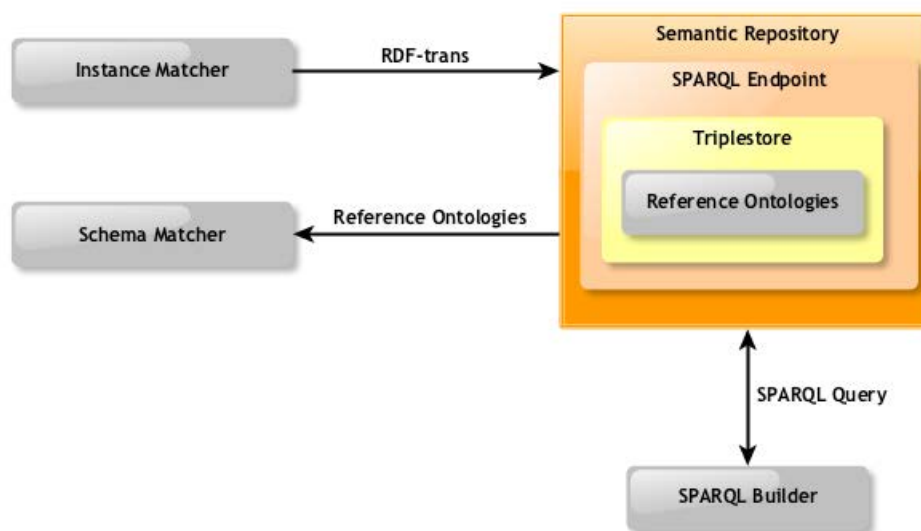 Semantic Repository
RDF-trans
Instance Matcher
SPARQL Endpoint
Triplestore
Reference Ontologies
Reference Ontologies
Schema Matcher
SPARQL Query
SPARQL Builder